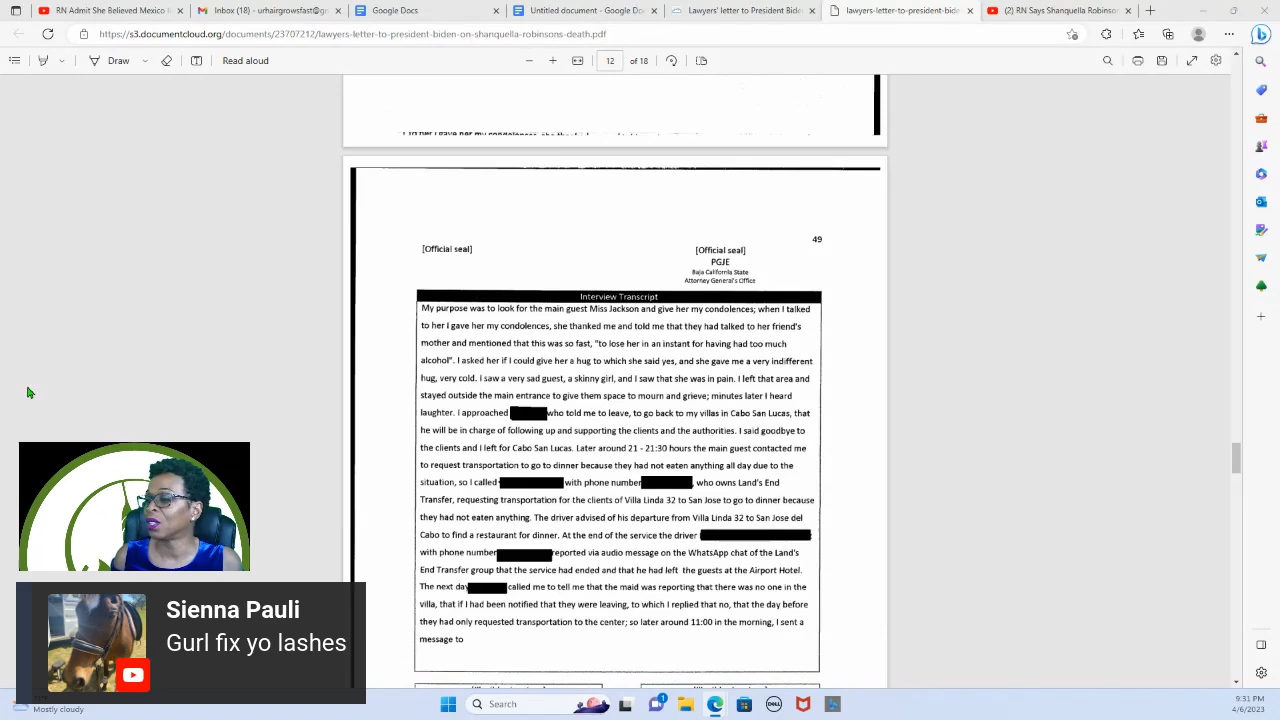 RN Admit She Believed Mexico
- uhairgrowsfast@gm
Google Docs
Untitled document - Google Do
Lawyers' Letter To President Bid
lawyers-letter-to-president-bide
(2) RN Says Shanquella Robinso
https://s3.documentcloud.org/documents/23707212/lawyers-letter-to-president-biden-on-shanquella-robinsons-death.pdf
Draw
Read aloud
12 of 18
49
[Official seal]
[Official seal]
PGJE
Baja California State
Attorney General's Office
Interview Transcript
My purpose was to look for the main guest Miss Jackson and give her my condolences; when I talked
to her I gave her my condolences, she thanked me and told me that they had talked to her friend's
mother and mentioned that this was so fast, "to lose her in an instant for having had too much
alcohol". I asked her if I could give her a hug to which she said yes, and she gave me a very indifferent
hug, very cold. I saw a very sad guest, a skinny girl, and I saw that she was in pain. I left that area and
stayed outside the main entrance to give them space to mourn and grieve; minutes later I heard
laughter. I approached who told me to leave, to go back to my villas in Cabo San Lucas, that
he will be in charge of following up and supporting the clients and the authorities. I said goodbye to
the clients and I left for Cabo San Lucas. Later around 21 - 21:30 hours the main guest contacted me
to request transportation to go to dinner because they had not eaten anything all day due to the
situation, so I called with phone number , who owns Land's End
Transfer, requesting transportation for the clients of Villa Linda 32 to San Jose to go to dinner because
they had not eaten anything. The driver advised of his departure from Villa Linda 32 to San Jose del
Cabo to find a restaurant for dinner. At the end of the service the driver
with phone number reported via audio message on the WhatsApp chat of the Land's
End Transfer group that the service had ended and that he had left the guests at the Airport Hotel.
The next day called me to tell me that the maid was reporting that there was no one in the
villa, that if I had been notified that they were leaving, to which I replied that no, that the day before
they had only requested transportation to the center; so later around 11:00 in the morning, I sent a
message to
Sienna Pauli
Gurl fix yo lashes
Mostly cloudy
Search
1
DELL
9:31 PM
4/6/2023